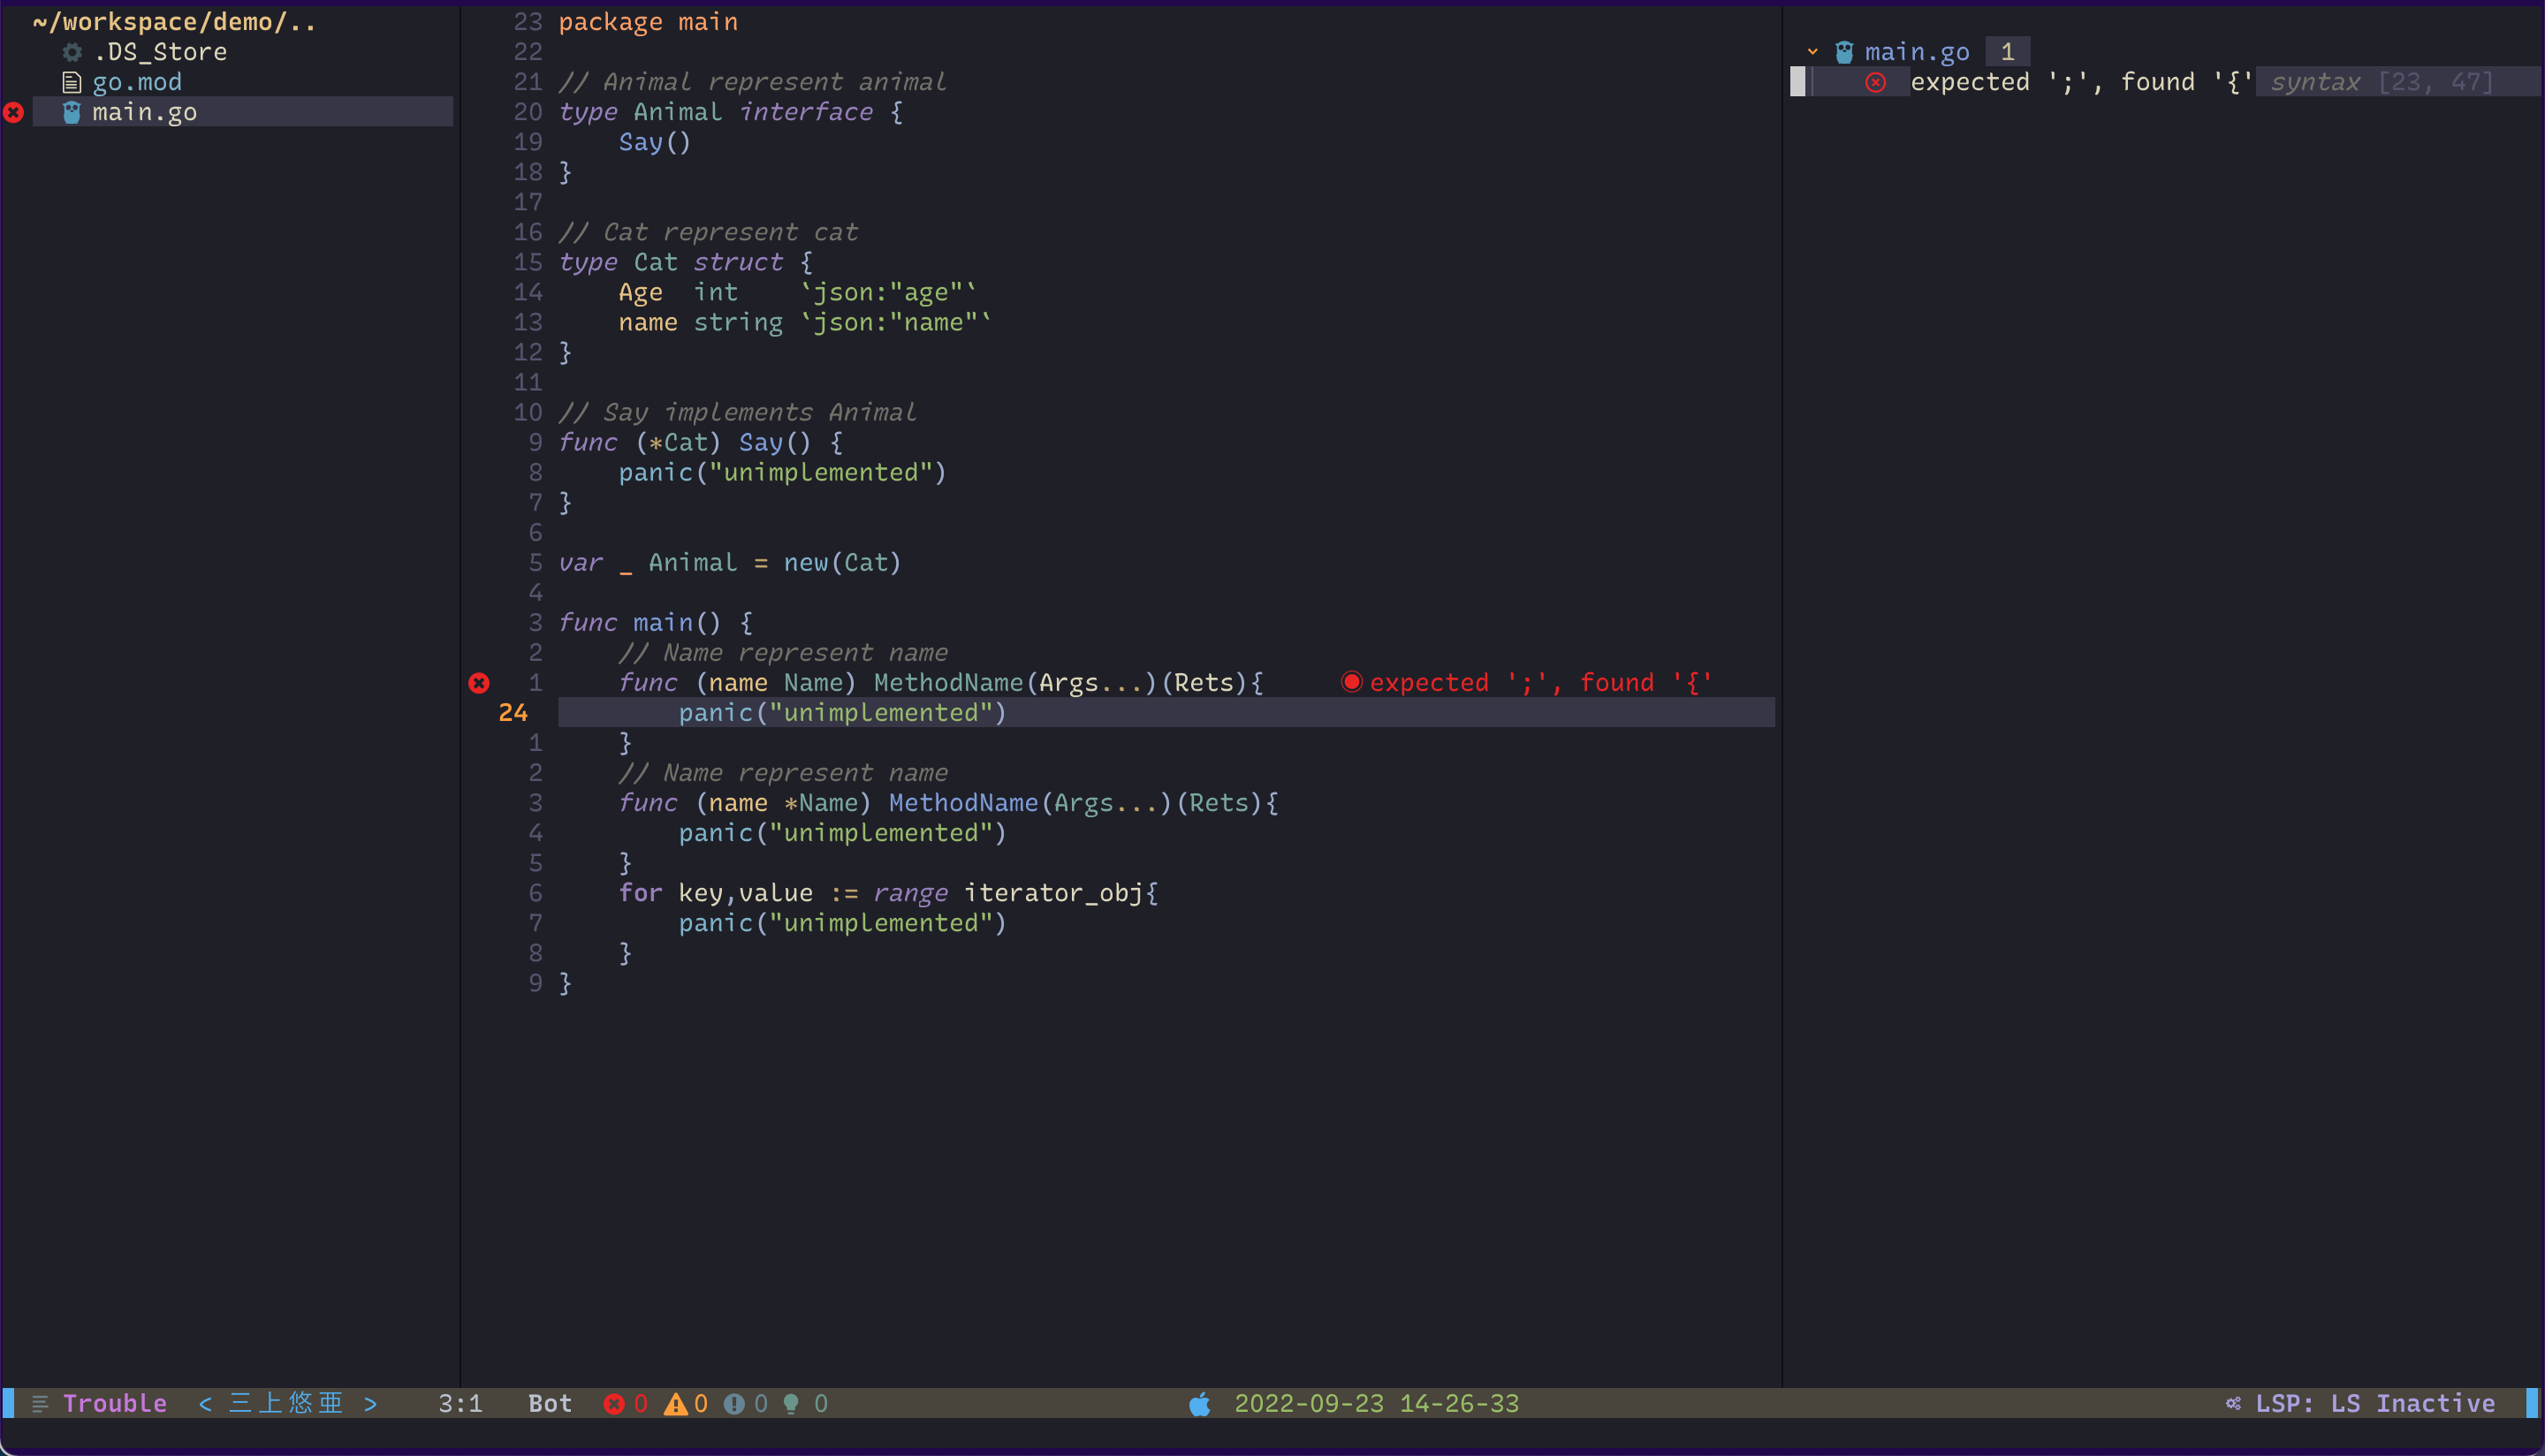 ~/workspace/demo/..
.DS_Store
go.mod
main.go
23 package main
22
21 // Animal represent animal
20 type Animal interface {
19     Say()
18 }
17
16 // Cat represent cat
15 type Cat struct {
14     Age  int    `json:"age"`
13     name string `json:"name"`
12 }
11
10 // Say implements Animal
9 func (*Cat) Say() {
8     panic("unimplemented")
7 }
6
5 var _ Animal = new(Cat)
4
3 func main() {
2     // Name represent name
1     func (name Name) MethodName(Args...)(Rets){     expected ';', found '{'
24         panic("unimplemented")
1     }
2     // Name represent name
3     func (name *Name) MethodName(Args...)(Rets){
4         panic("unimplemented")
5     }
6     for key,value := range iterator_obj{
7         panic("unimplemented")
8     }
9 }
main.go 1
expected ';', found '{' syntax [23, 47]
Trouble < 三上悠亜 > 3:1 Bot 0 0 0 0 2022-09-23 14-26-33 LSP: LS Inactive